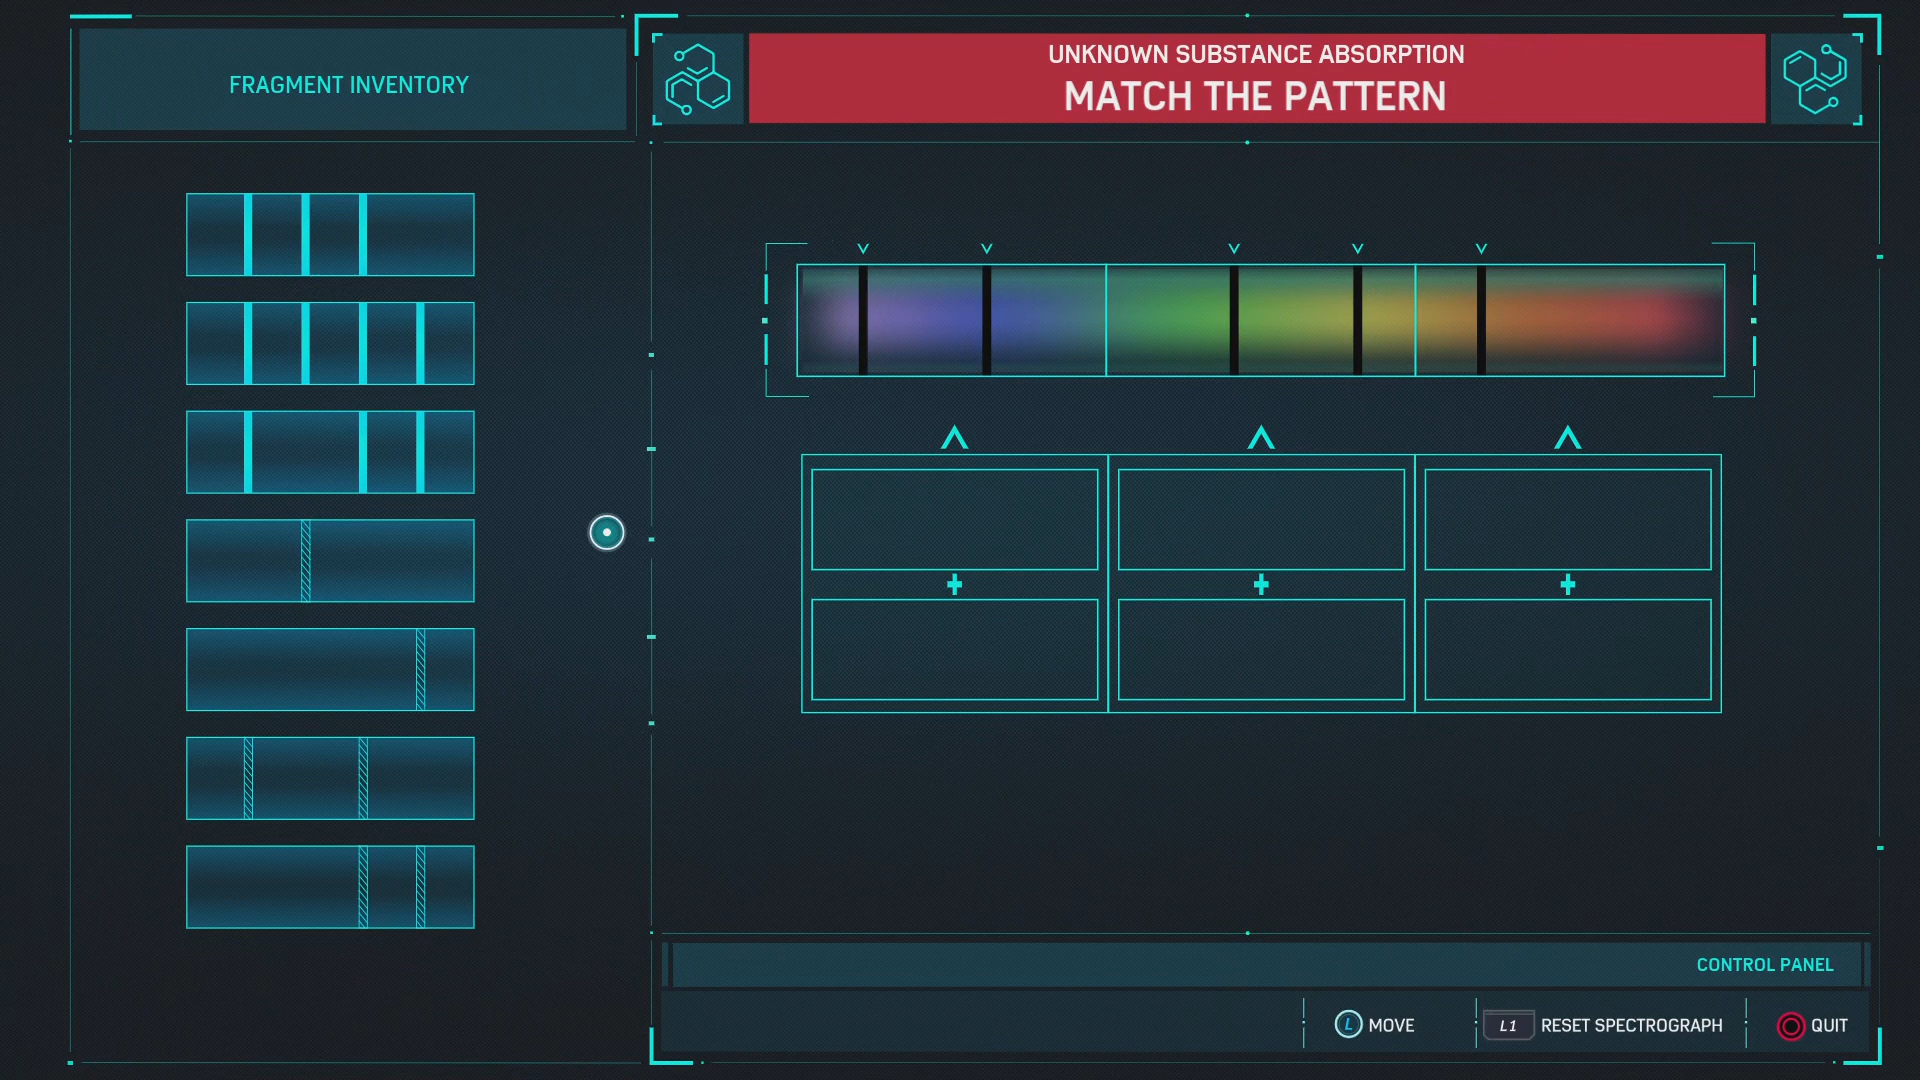 FRAGMENT INVENTORY
UNKNOWN SUBSTANCE ABSORPTION
MATCH THE PATTERN
CONTROL PANEL
L MOVE
L1 RESET SPECTROGRAPH
QUIT